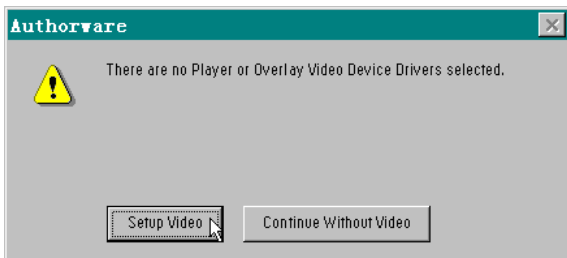 Authorware
There are no Player or Overlay Video Device Drivers selected.
Setup Video
Continue Without Video